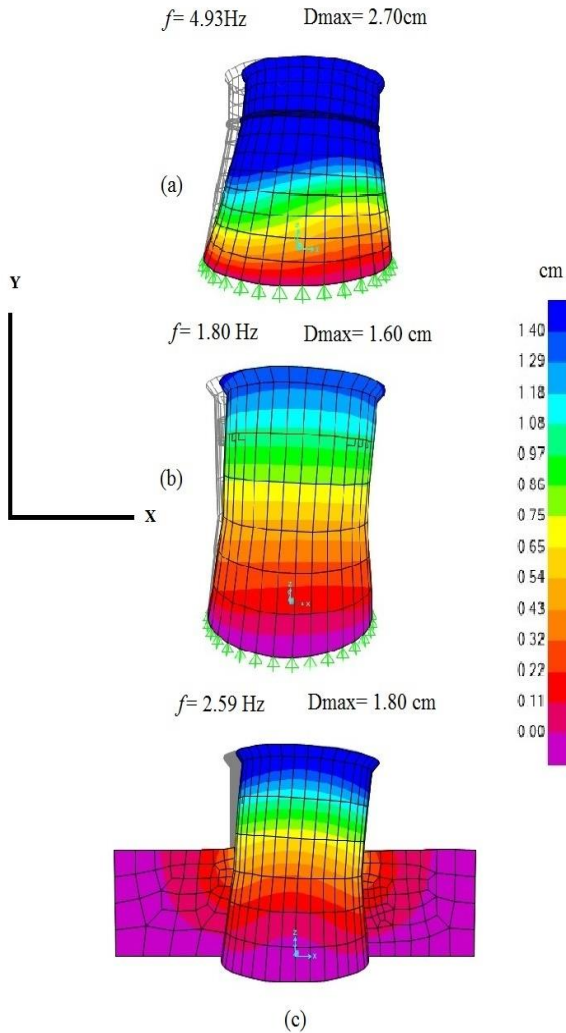 f= 4.93Hz Dmax= 2.70cm
(a)
Y
X
f= 1.80 Hz Dmax= 1.60 cm
(b)
f= 2.59 Hz Dmax= 1.80 cm
(c)
cm
1.40
1.29
1.18
1.08
0.97
0.86
0.75
0.65
0.54
0.43
0.32
0.22
0.11
0.00